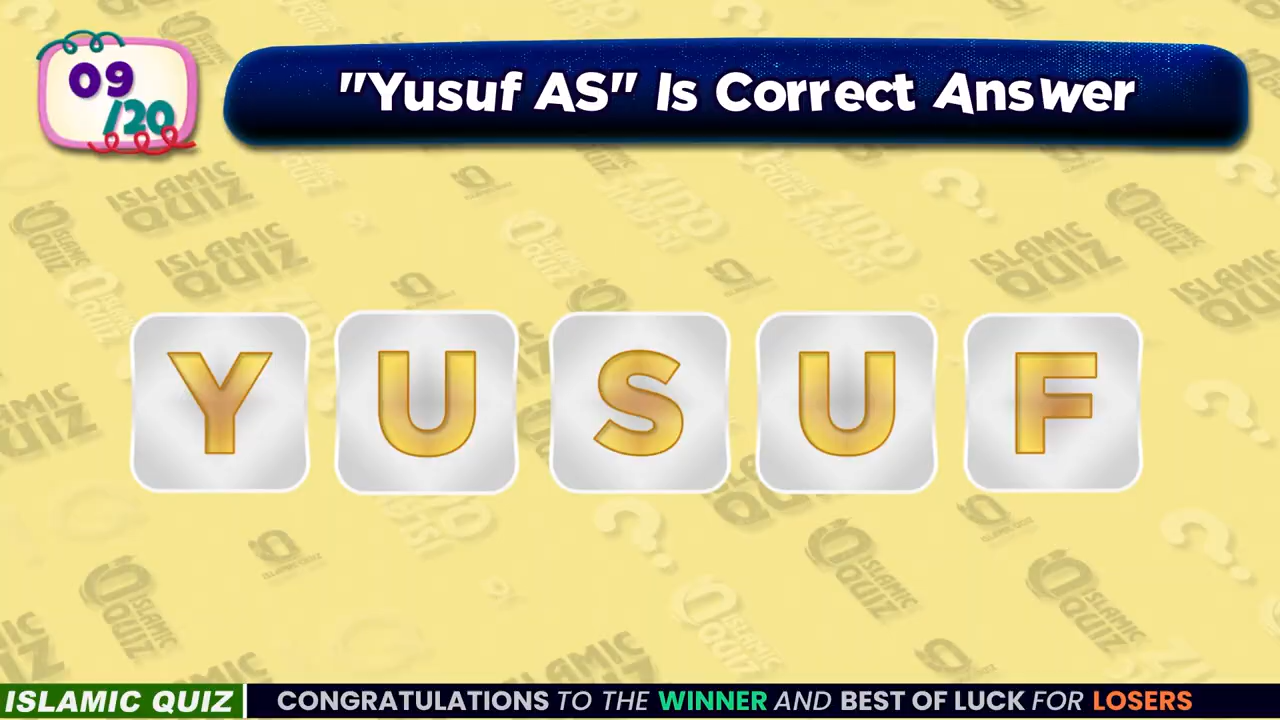 09
/20
"Yusuf AS" Is Correct Answer
Y U S U F
ISLAMIC QUIZ
CONGRATULATIONS TO THE WINNER AND BEST OF LUCK FOR LOSERS